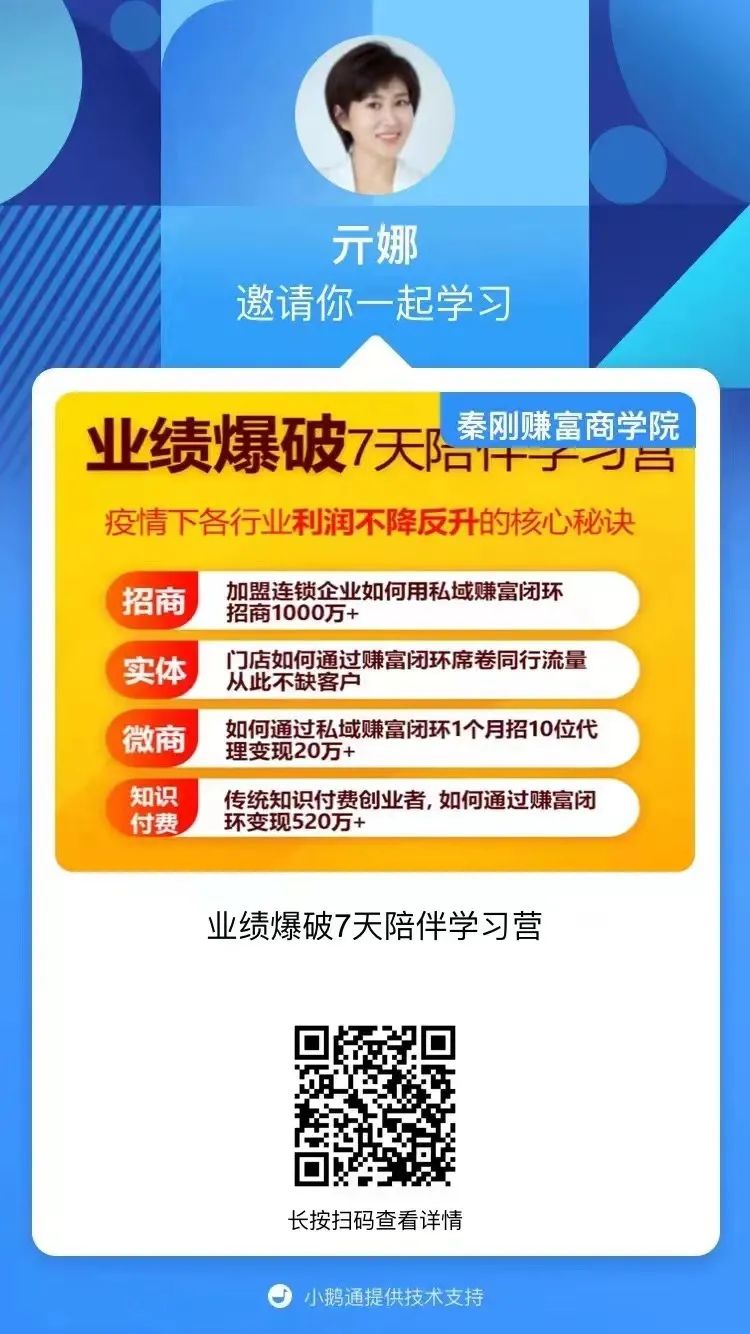 亓娜
邀请你一起学习
秦刚赚富商学院
业绩爆破7天陪伴学习营
疫情下各行业利润不降反升的核心秘诀
招商
加盟连锁企业如何用私域赚富闭环
招商1000万+
实体
门店如何通过赚富闭环席卷同行流量
从此不缺客户
微商
如何通过私域赚富闭环1个月招10位代
理变现20万+
知识
付费
传统知识付费创业者,如何通过赚富闭
环变现520万+
业绩爆破7天陪伴学习营
长按扫码查看详情
小鹅通提供技术支持